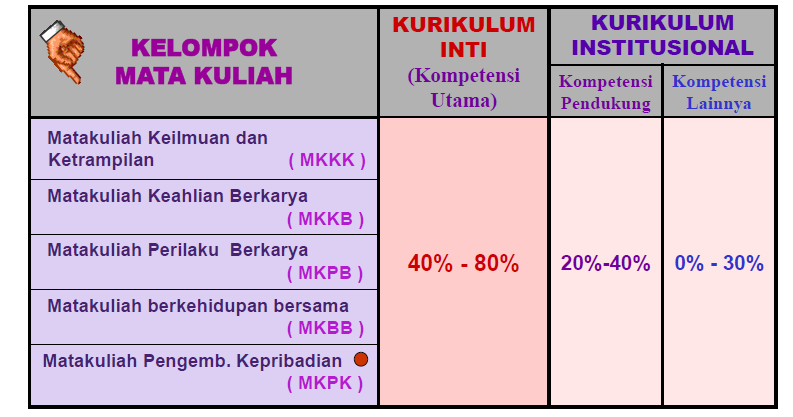 KELOMPOK
MATA KULIAH
KURIKULUM
INTI
(Kompetensi
Utama)
KURIKULUM
INSTITUSIONAL
Kompetensi
Pendukung
Kompetensi
Lainnya
Matakuliah Keilmuan dan
Ketrampilan ( MKKK )
Matakuliah Keahlian Berkarya
( MKKB )
Matakuliah Perilaku Berkarya
( MKPB )
Matakuliah berkehidupan bersama
( MKBB )
Matakuliah Pengemb. Kepribadian
( MKPK )
40% - 80%
20%-40%
0% - 30%